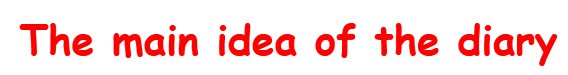 The main idea of the diary